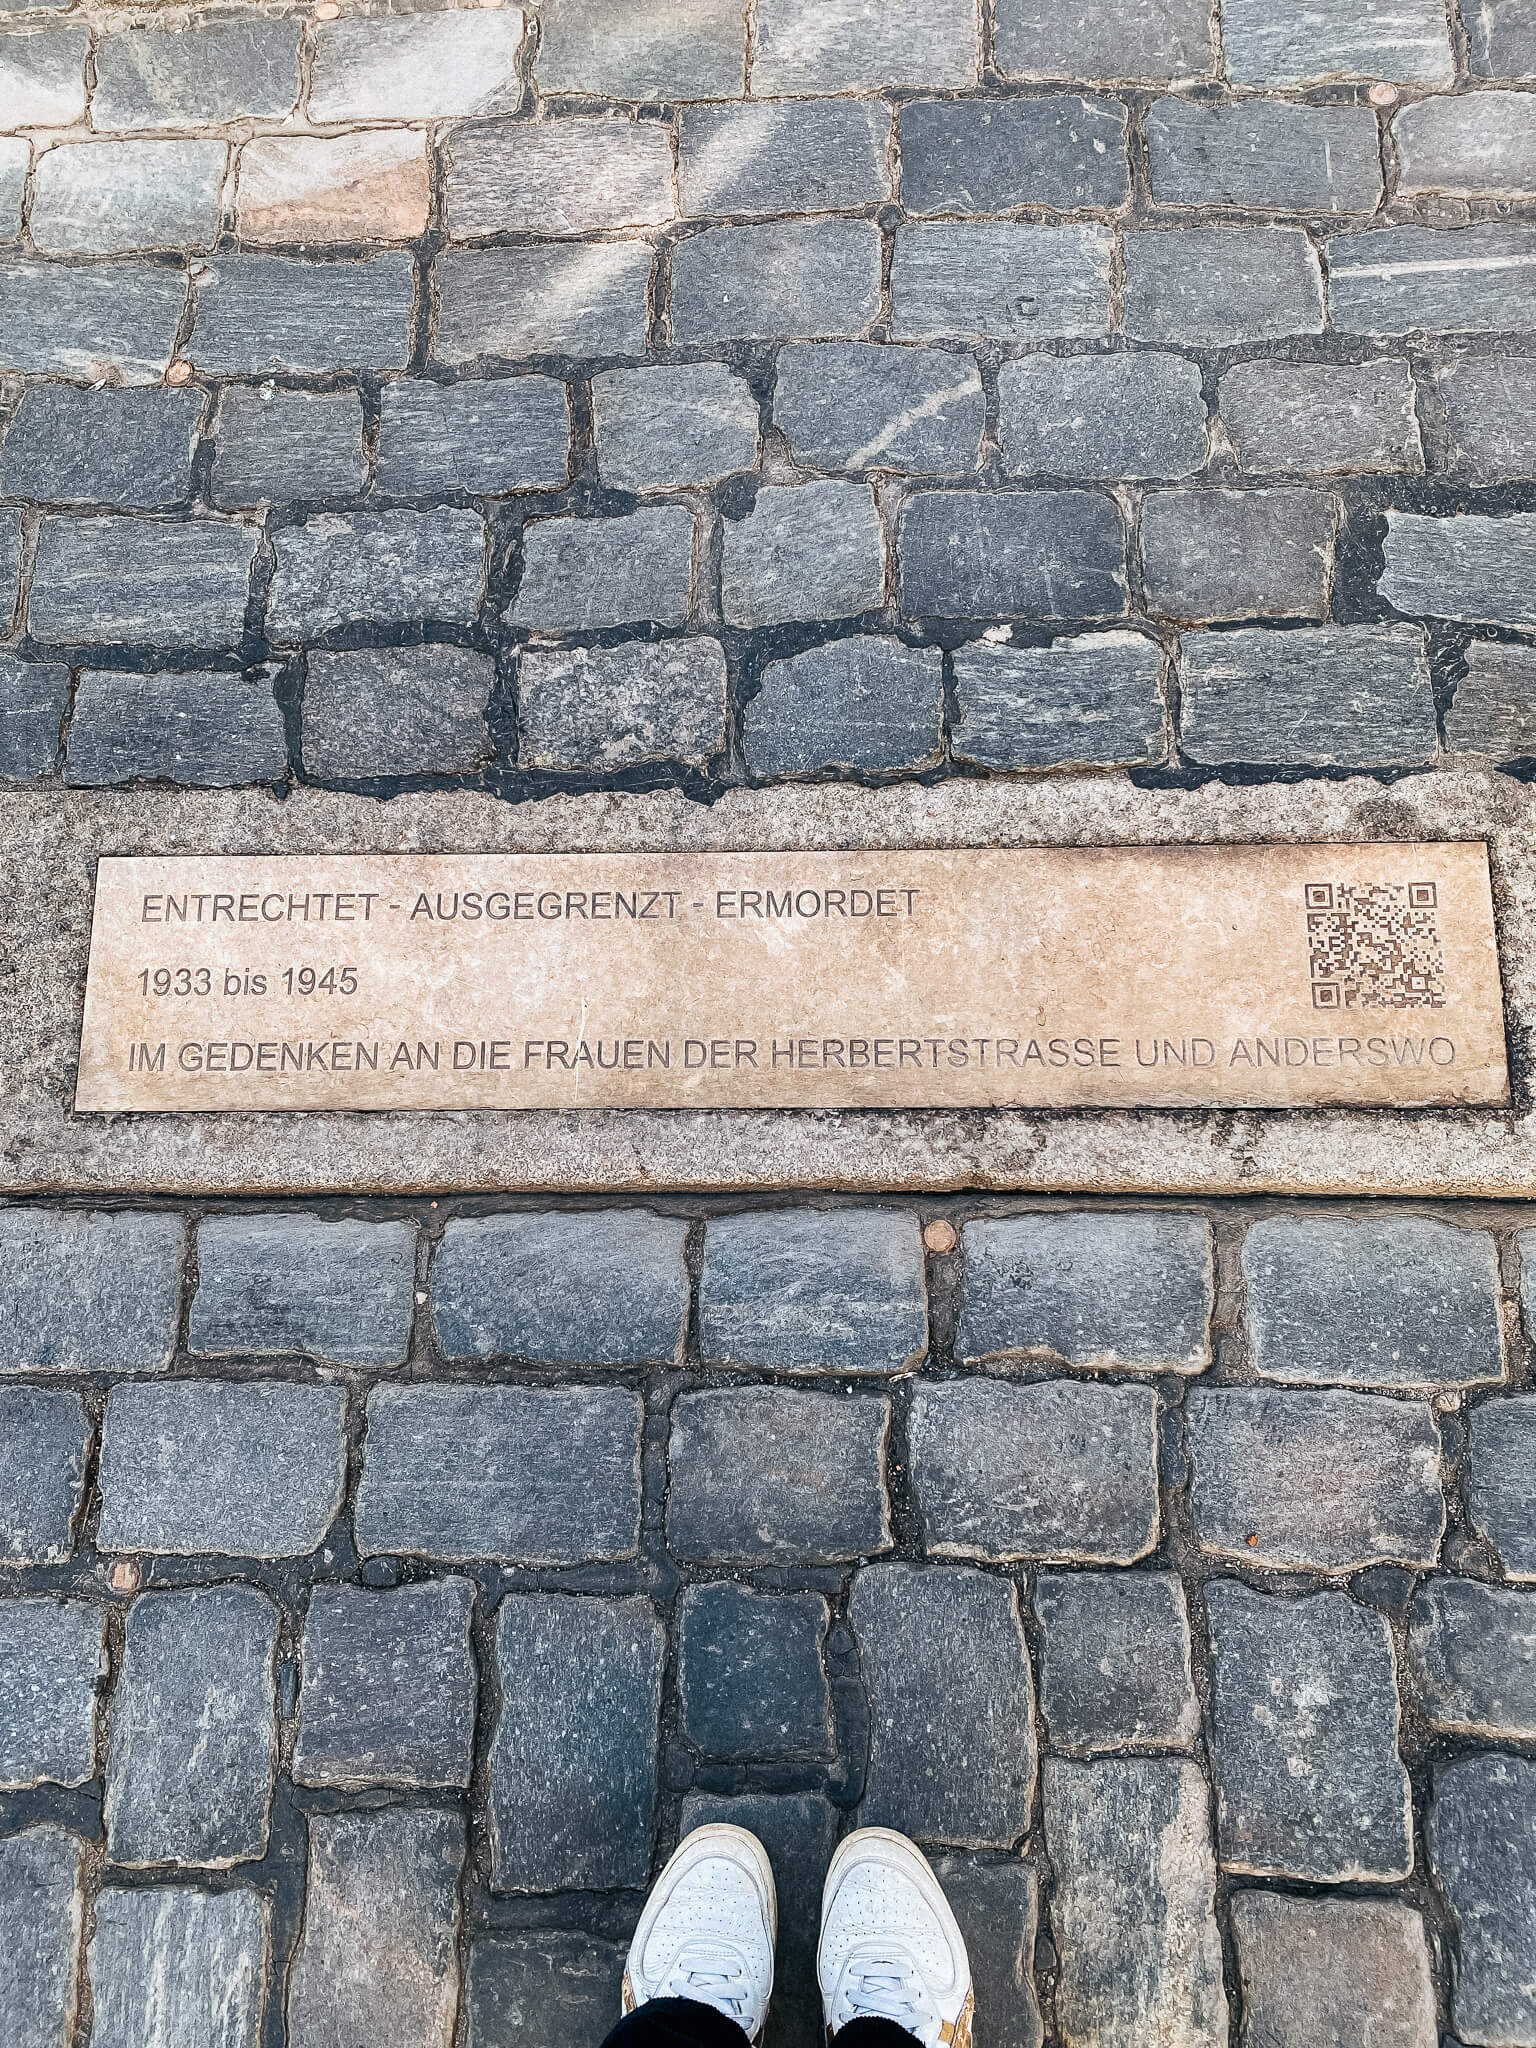 ENTRECHTET - AUSGEGRENZT - ERMORDET
1933 bis 1945
IM GEDENKEN AN DIE FRAUEN DER HERBERTSTRASSE UND ANDERSWO